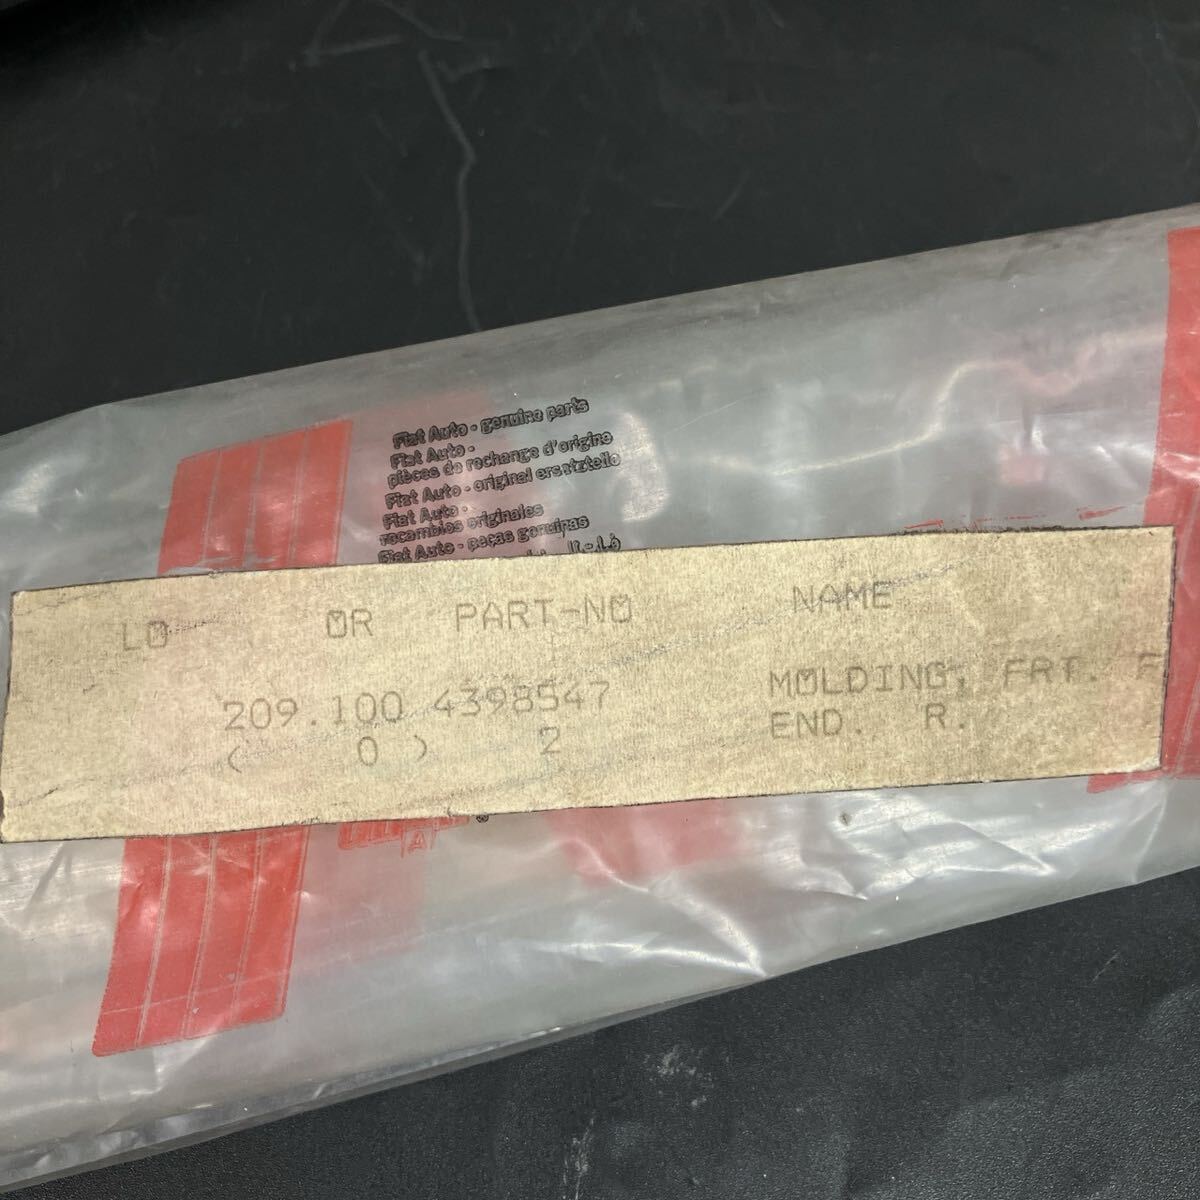 Fiat Auto - genuine parts
Fiat Auto -
pièces de rechange d'origine
Fiat Auto - original ersatzteile
Fiat Auto -
recambios originales
Fiat Auto - peças genuinas
LO OR PART-NO NAME
209.100 4398547 MOLDING, FRT. F
( 0 ) 2 END. R.